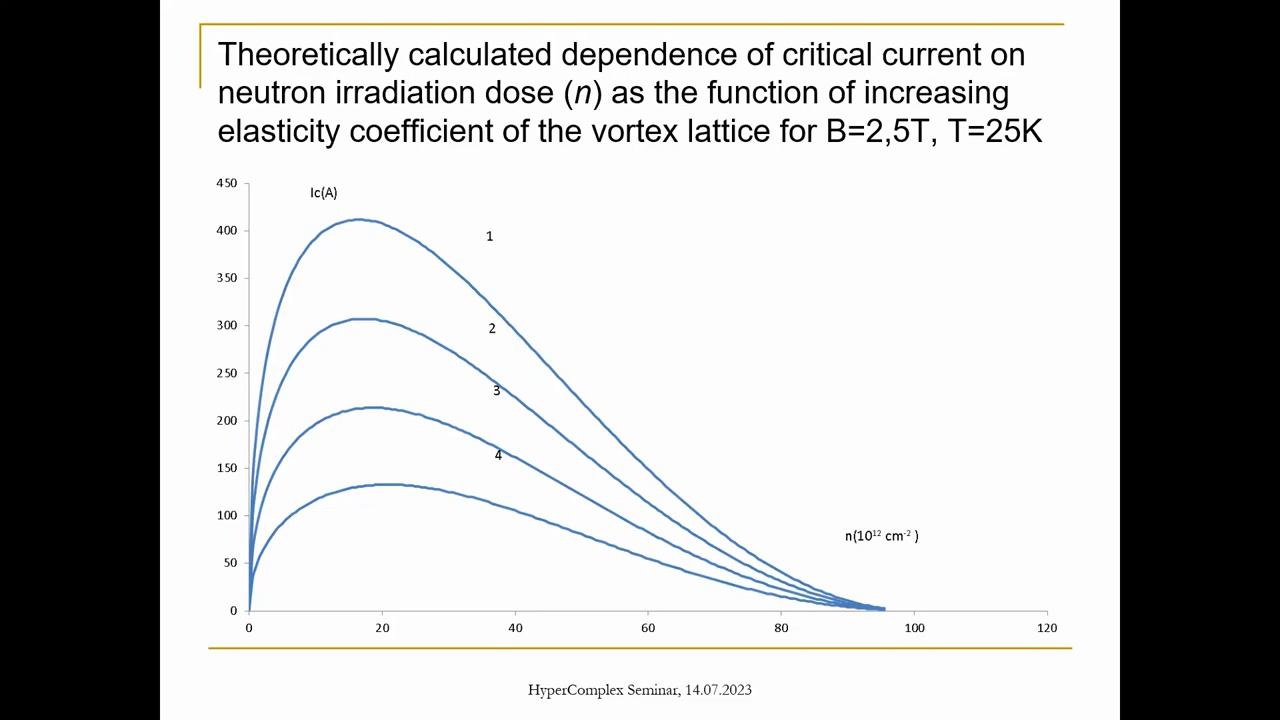 Theoretically calculated dependence of critical current on
neutron irradiation dose (n) as the function of increasing
elasticity coefficient of the vortex lattice for B=2,5T, T=25K
450
Ic(A)
400
1
350
300
2
250
3
200
4
150
100
n(10¹² cm⁻² )
50
0
0 20 40 60 80 100 120
HyperComplex Seminar, 14.07.2023